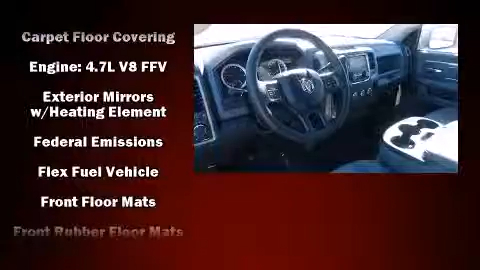 Carpet Floor Covering
Engine: 4.7L V8 FFV
Exterior Mirrors
w/Heating Element
Federal Emissions
Flex Fuel Vehicle
Front Floor Mats
Front Rubber Floor Mats